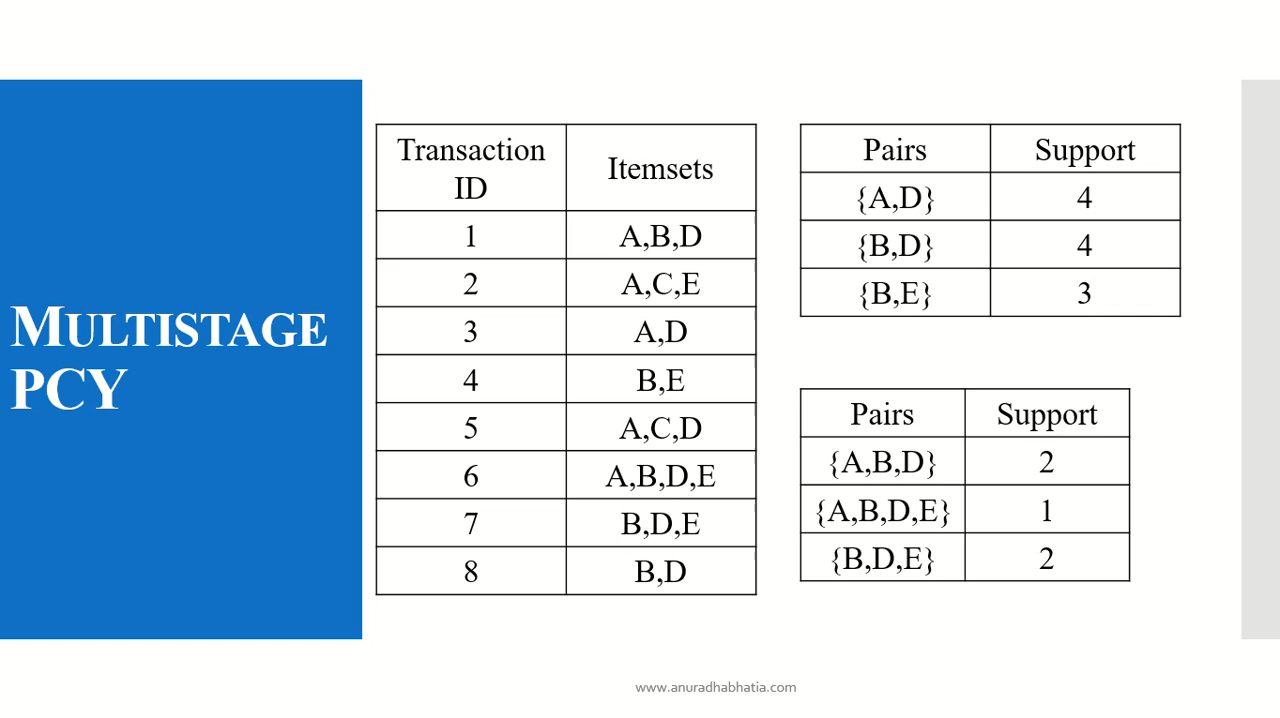 MULTISTAGE
PCY
Transaction ID Itemsets
1 A,B,D
2 A,C,E
3 A,D
4 B,E
5 A,C,D
6 A,B,D,E
7 B,D,E
8 B,D
Pairs Support
{A,D} 4
{B,D} 4
{B,E} 3
Pairs Support
{A,B,D} 2
{A,B,D,E} 1
{B,D,E} 2
www.anuradhabhatia.com